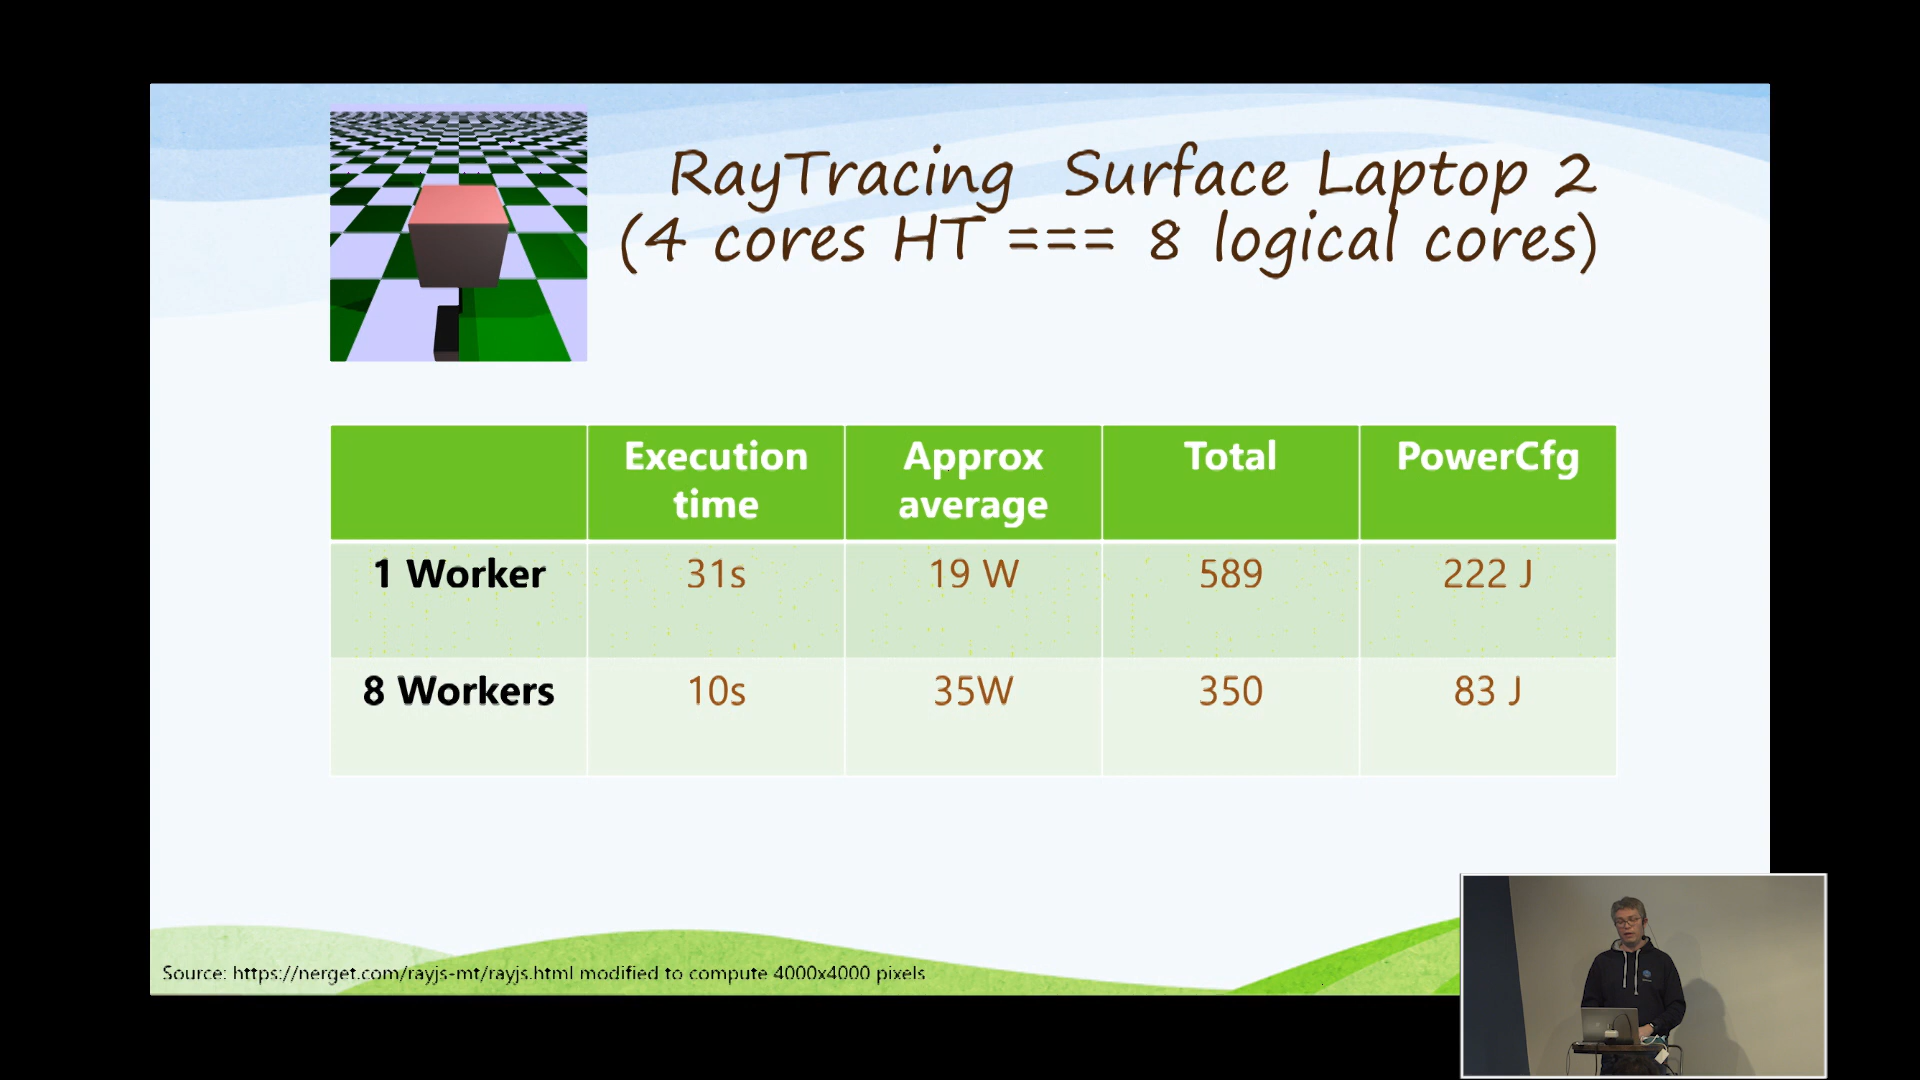 RayTracing Surface Laptop 2
(4 cores HT === 8 logical cores)
Execution time
Approx average
Total
PowerCfg
1 Worker
31s
19 W
589
222 J
8 Workers
10s
35W
350
83 J
Source: https://nerget.com/rayjs-mt/rayjs.html modified to compute 4000x4000 pixels